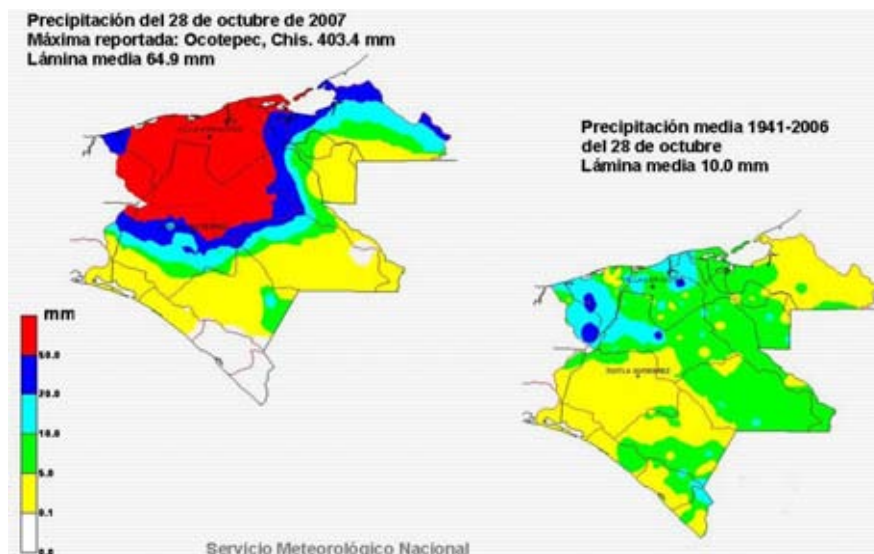 Precipitación del 28 de octubre de 2007
Máxima reportada: Ocotepec, Chis. 403.4 mm
Lámina media 64.9 mm
Precipitación media 1941-2006
del 28 de octubre
Lámina media 10.0 mm
TUXTLA GUTIERREZ
mm
50.0
20.0
10.0
5.0
0.1
0.0
Servicio Meteorológico Nacional